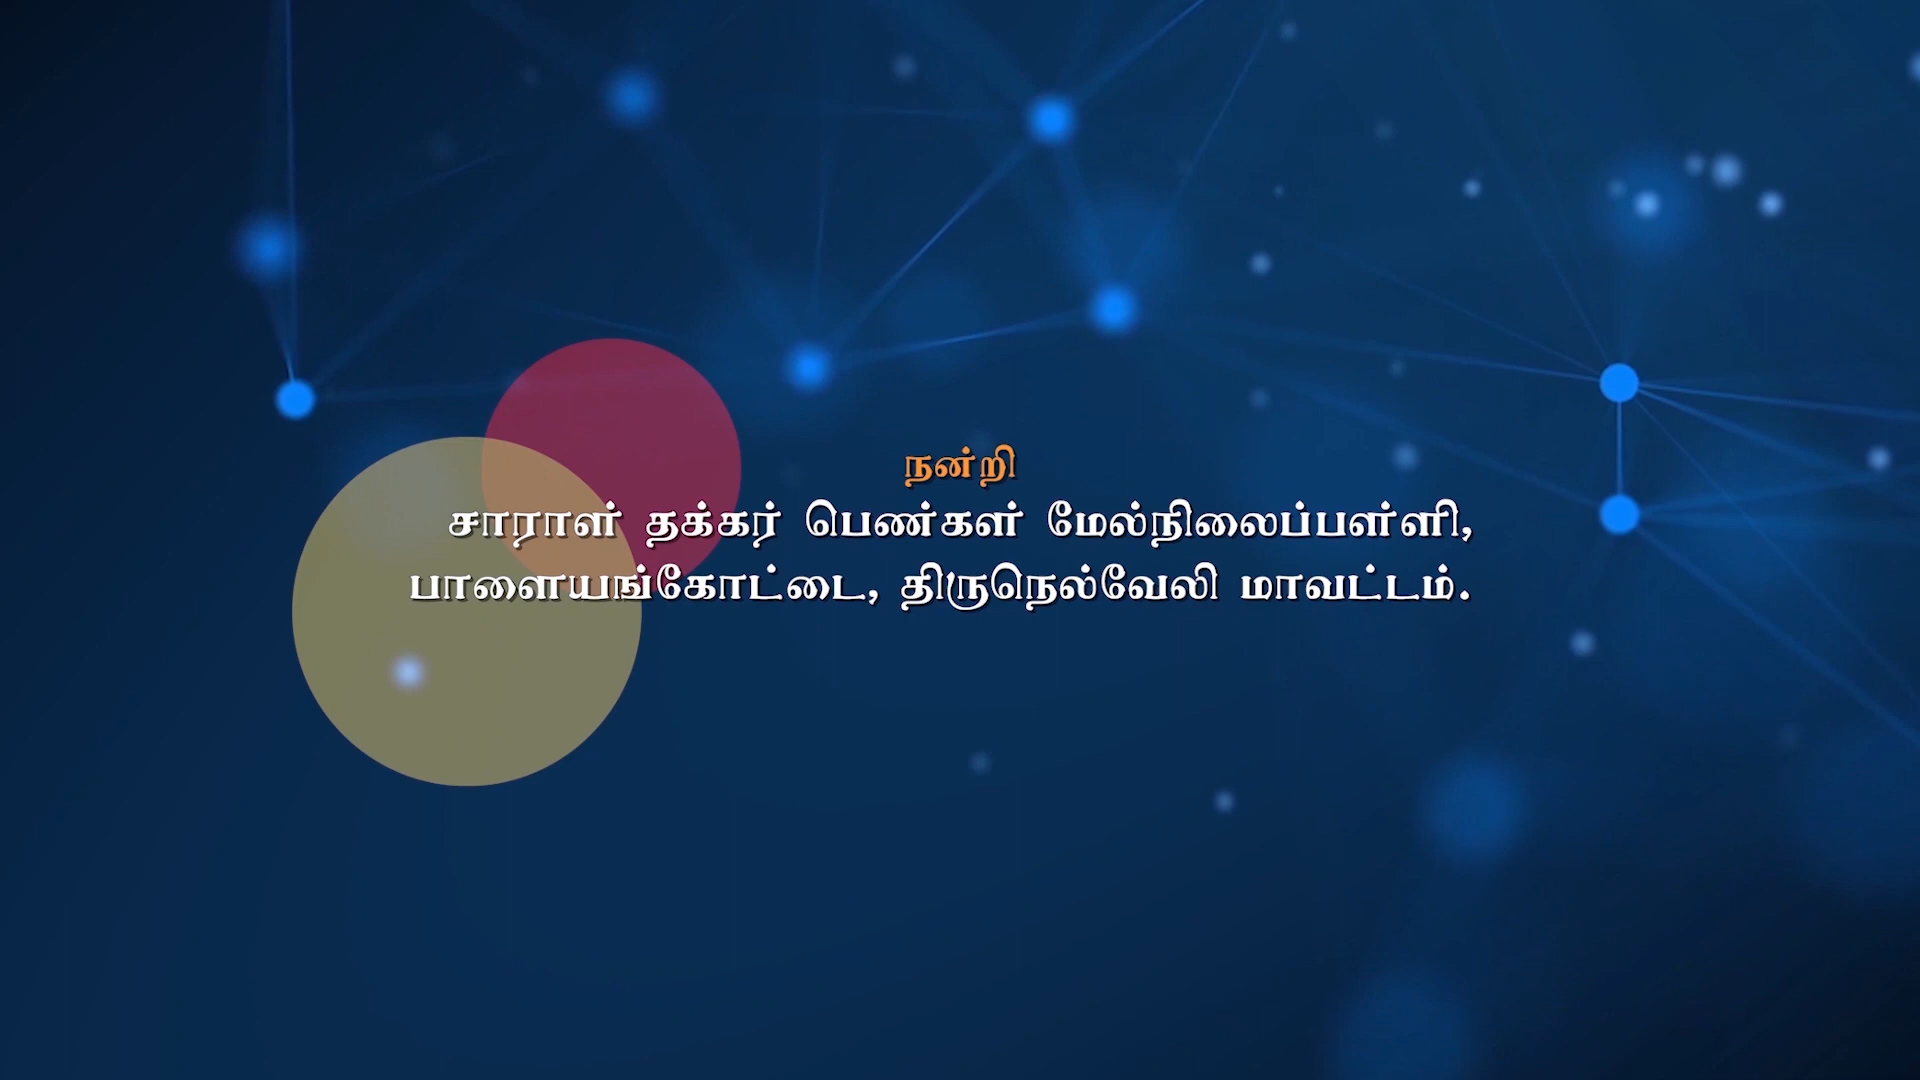 நன்றி
சாராள் தக்கர் பெண்கள் மேல்நிலைப்பள்ளி,
பாளையங்கோட்டை, திருநெல்வேலி மாவட்டம்.